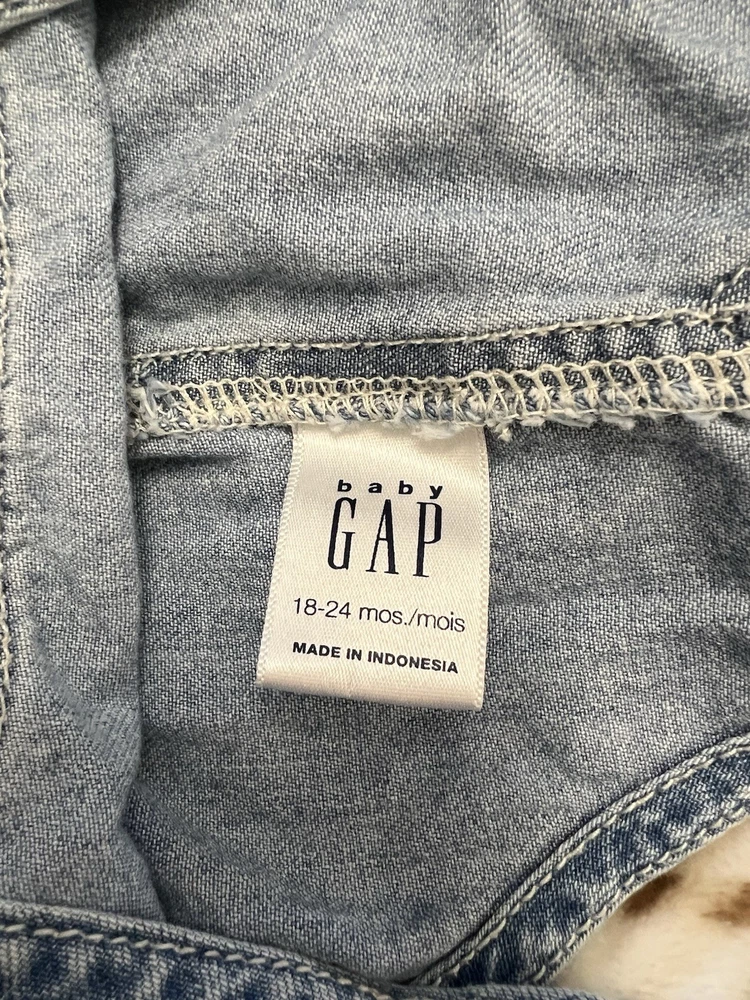 baby
GAP
18-24 mos./mois
MADE IN INDONESIA